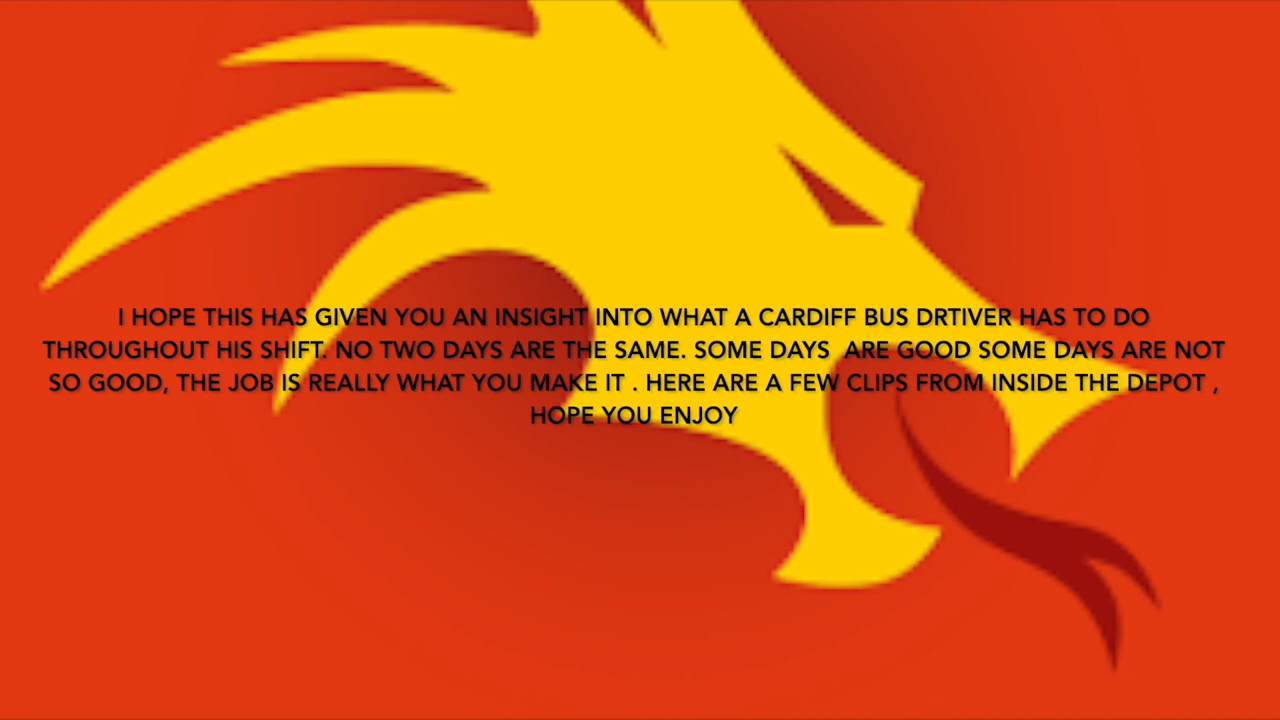 I HOPE THIS HAS GIVEN YOU AN INSIGHT INTO WHAT A CARDIFF BUS DRTIVER HAS TO DO
THROUGHOUT HIS SHIFT. NO TWO DAYS ARE THE SAME. SOME DAYS  ARE GOOD SOME DAYS ARE NOT
SO GOOD, THE JOB IS REALLY WHAT YOU MAKE IT . HERE ARE A FEW CLIPS FROM INSIDE THE DEPOT ,
HOPE YOU ENJOY